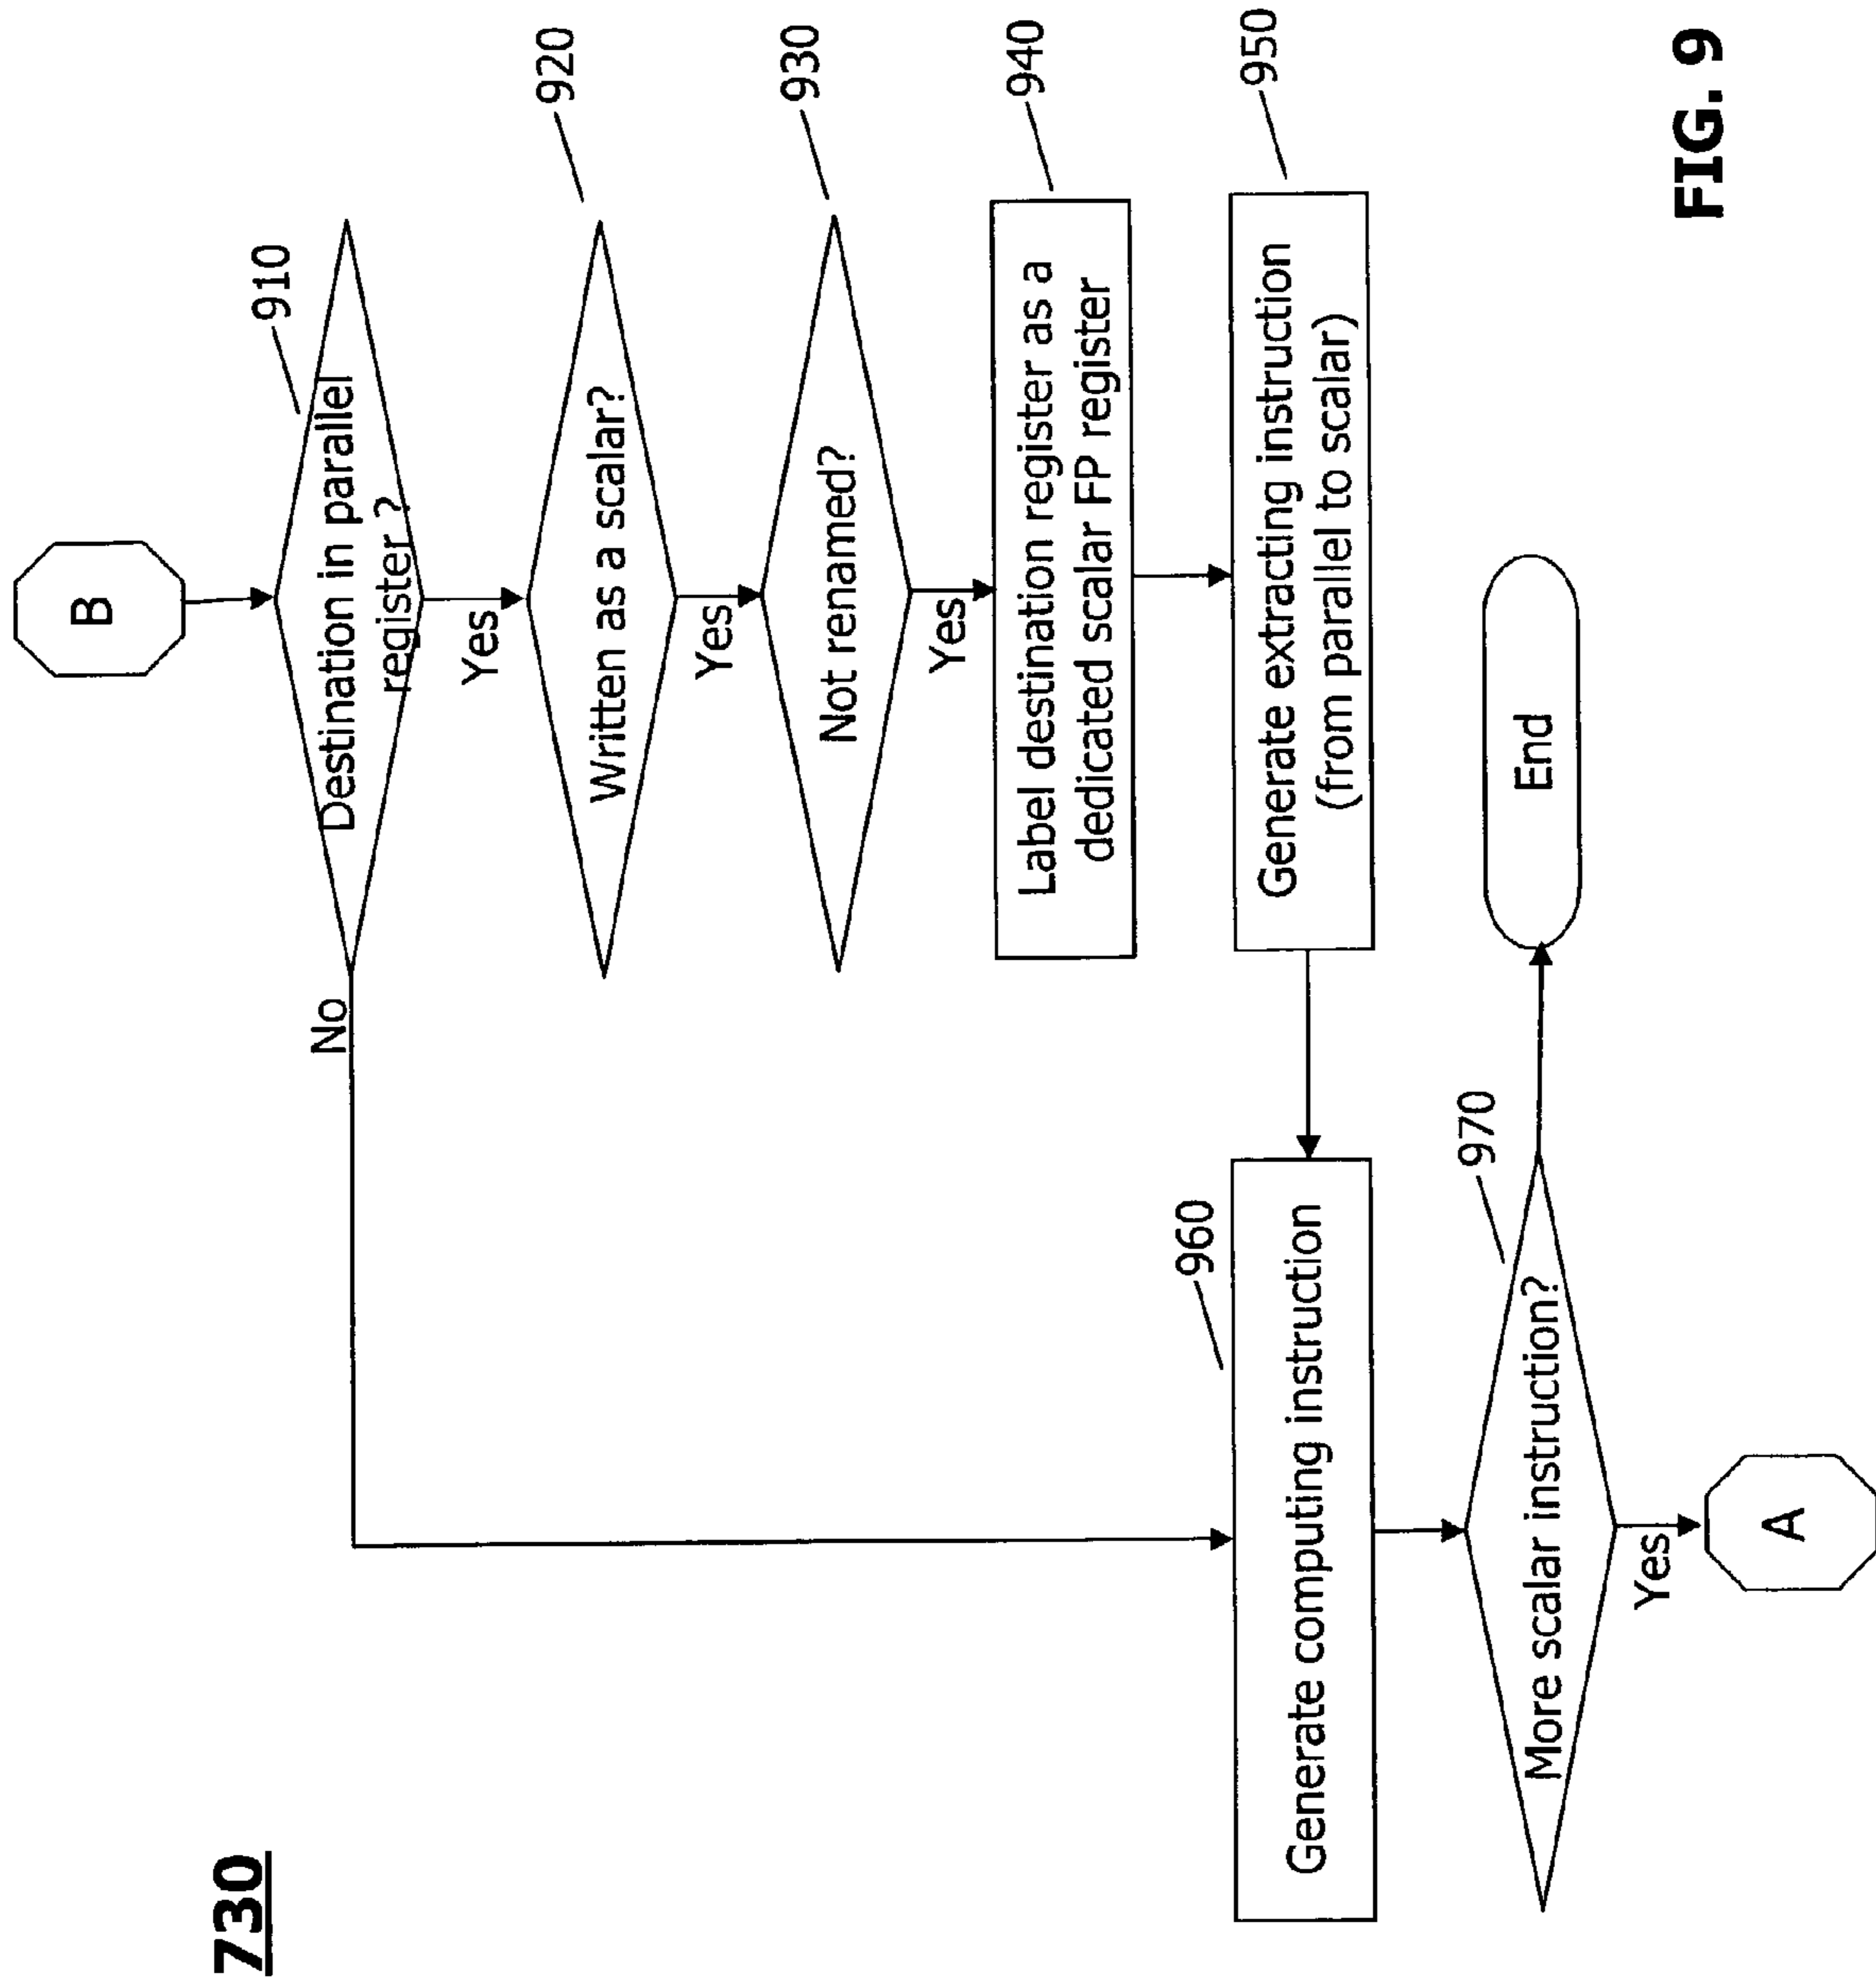 730
B
910
Destination in parallel
register ?
No
Yes
920
Written as a scalar?
Yes
930
Not renamed?
Yes
940
Label destination register as a
dedicated scalar FP register
950
Generate extracting instruction
(from parallel to scalar)
960
Generate computing instruction
970
More scalar instruction?
End
Yes
A
FIG. 9